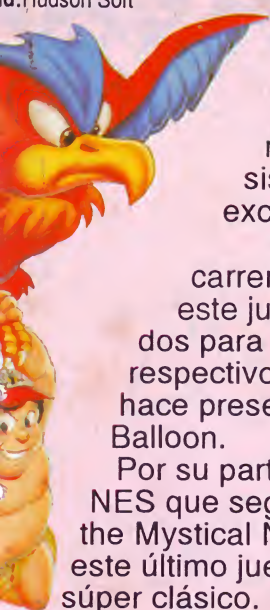 Hudson Soft
sis
exc
carrer
este ju
dos para
respectivo
hace prese
Balloon.
Por su part
NES que seg
the Mystical N
este último jue
súper clásico.